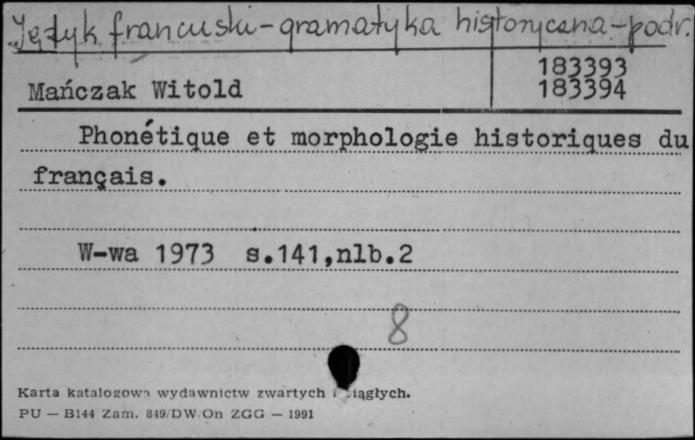 Język francuski-gramatyka historyczna-podr.
183393
Mańczak Witold
183394
Phonétique et morphologie historiques du
français.
W-wa 1973 s.141,nlb.2
8
Karta katalogowa wydawnictw zwartych i ciągłych.
PU — B144 Zam. 849/DW/On ZGG — 1991